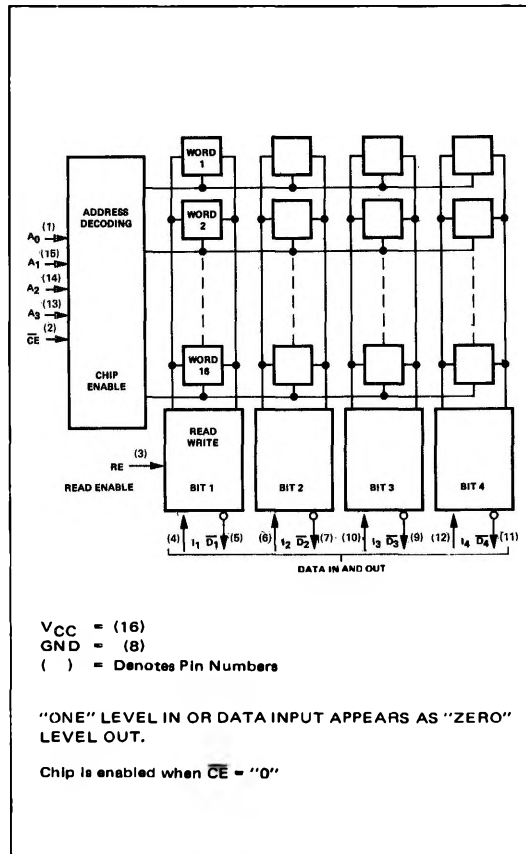 WORD
1
ADDRESS
DECODING
WORD
2
(1)
A0
(15)
A1
(14)
A2
(13)
A3
(2)
CE
CHIP
ENABLE
WORD
16
READ
WRITE
(3)
RE
READ ENABLE
BIT 1
BIT 2
BIT 3
BIT 4
(4) I1 D1 (5) (6) I2 D2 (7) (10) I3 D3 (9) (12) I4 D4 (11)
DATA IN AND OUT
VCC = (16)
GND = (8)
( ) = Denotes Pin Numbers
"ONE" LEVEL IN OR DATA INPUT APPEARS AS "ZERO"
LEVEL OUT.
Chip is enabled when CE = "0"